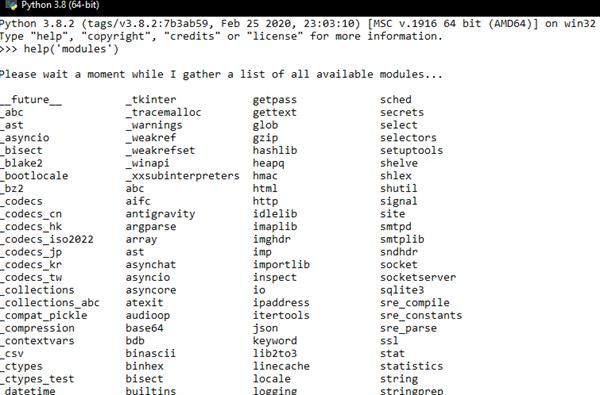 Python 3.8 (64-bit)
Python 3.8.2 (tags/v3.8.2:7b3ab59, Feb 25 2020, 23:03:10) [MSC v.1916 64 bit (AMD64)] on win32
Type "help", "copyright", "credits" or "license" for more information.
>>> help('modules')
Please wait a moment while I gather a list of all available modules...
__future__ _tkinter getpass sched
_abc _tracemalloc gettext secrets
_ast _warnings glob select
_asyncio _weakref gzip selectors
_bisect _weakrefset hashlib setuptools
_blake2 _winapi heapq shelve
_bootlocale _xxsubinterpreters hmac shlex
_bz2 abc html shutil
_codecs aifc http signal
_codecs_cn antigravity idlelib site
_codecs_hk argparse imaplib smtpd
_codecs_iso2022 array imghdr smtplib
_codecs_jp ast imp sndhdr
_codecs_kr asynchat importlib socket
_codecs_tw asyncio inspect socketserver
_collections asyncore io sqlite3
_collections_abc atexit ipaddress sre_compile
_compat_pickle audioop itertools sre_constants
_compression base64 json sre_parse
_contextvars bdb keyword ssl
_csv binascii lib2to3 stat
_ctypes binhex linecache statistics
_ctypes_test bisect locale string
_datetime builtins logging stringprep